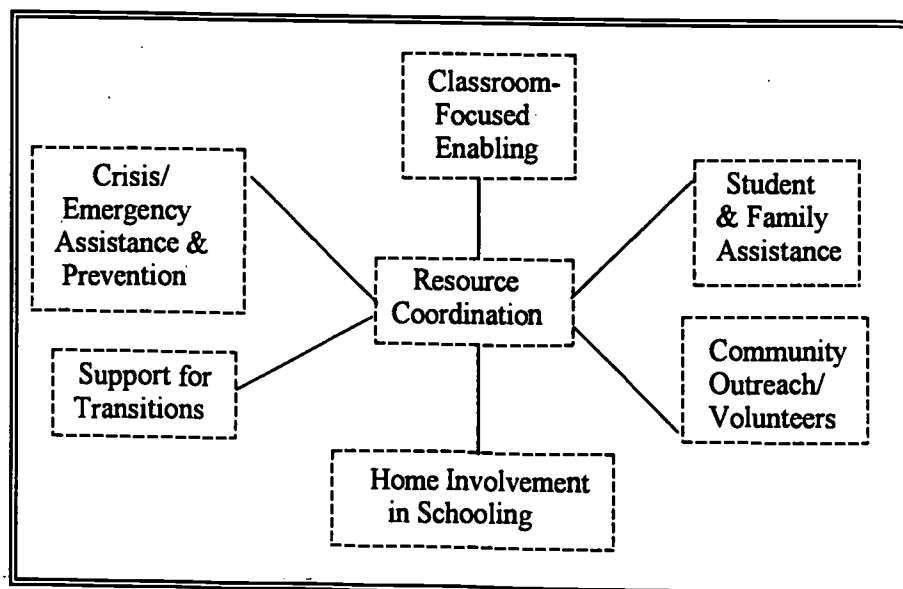 Classroom-
Focused
Enabling
Crisis/
Emergency
Assistance &
Prevention
Student
& Family
Assistance
Resource
Coordination
Support for
Transitions
Community
Outreach/
Volunteers
Home Involvement
in Schooling